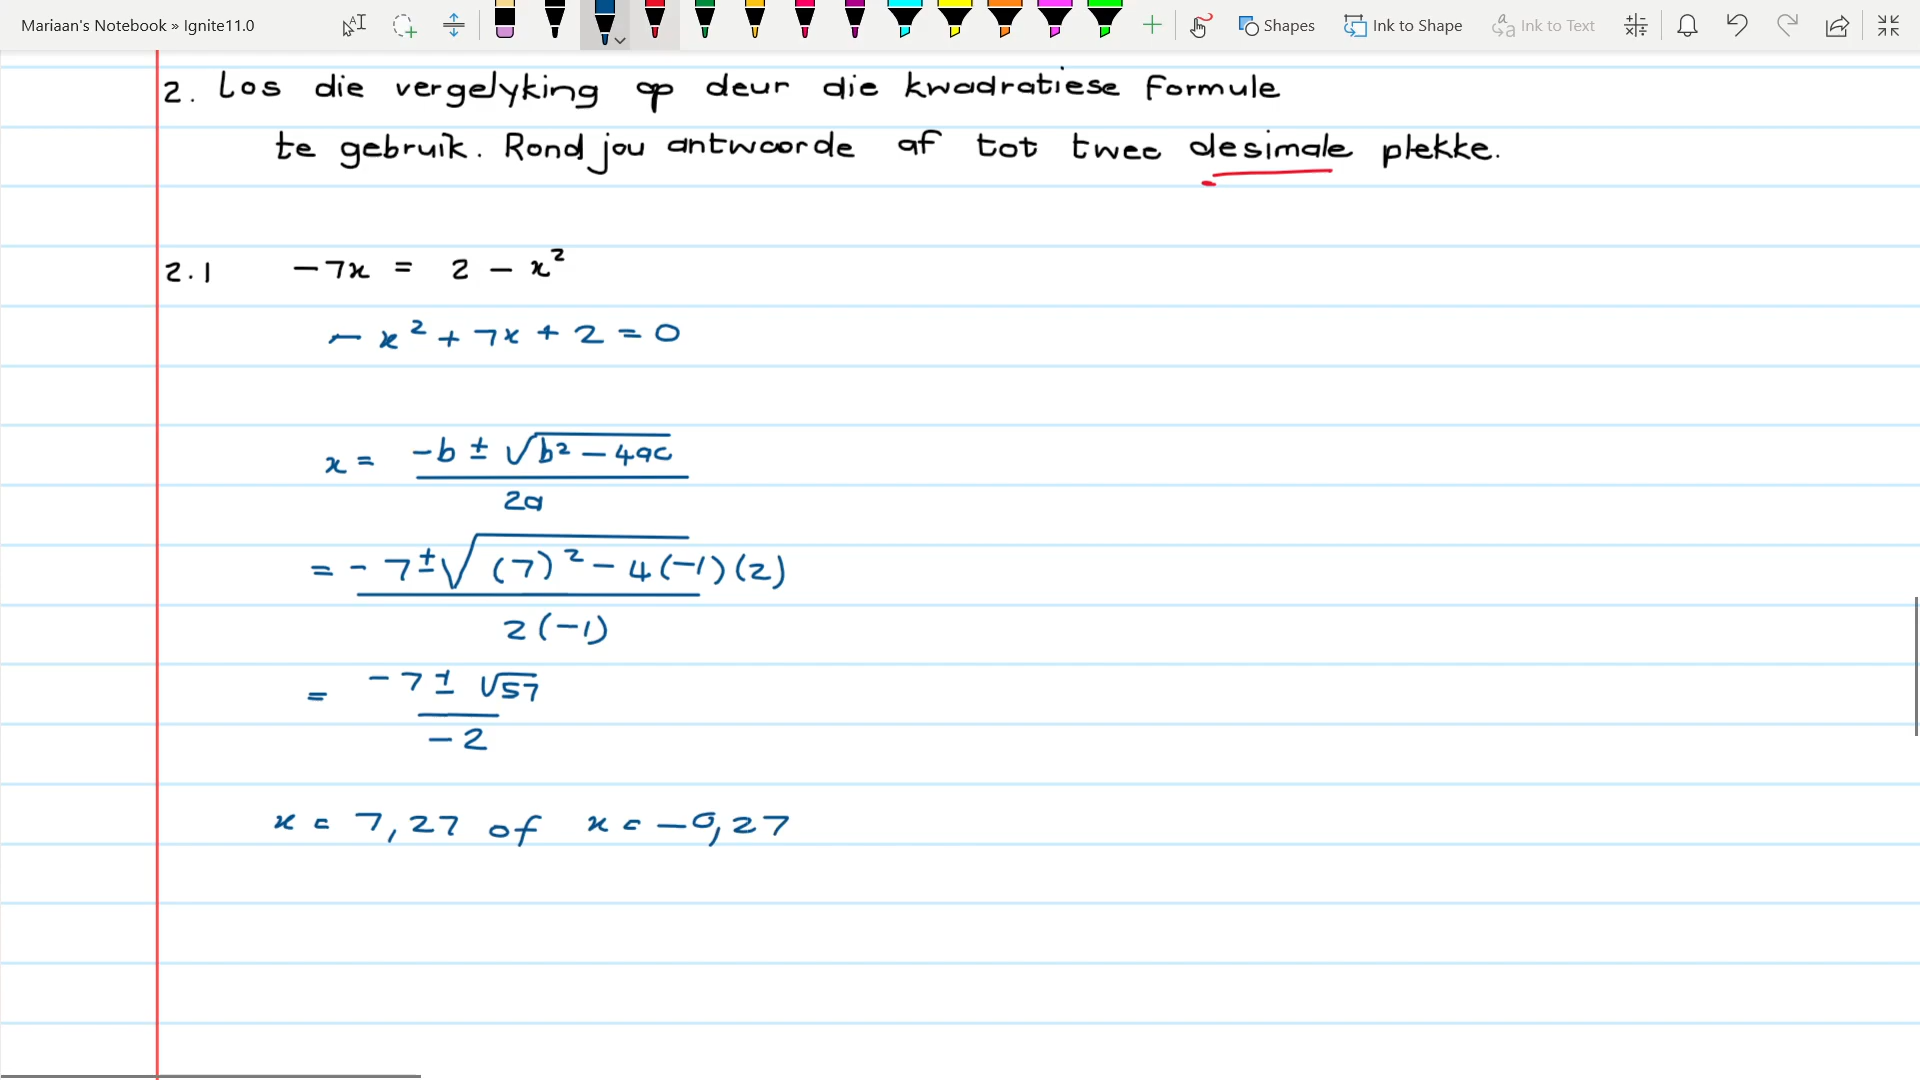 Mariaan's Notebook » Ignite11.0
Shapes Ink to Shape Ink to Text
2. Los die vergelyking op deur die kwadratiese formule
te gebruik. Rond jou antwoorde af tot twee desimale plekke.
2.1 -7x = 2 - x²
- x² + 7x + 2 = 0
x = -b ± √b² - 4ac
2a
= - 7 ± √(7)² - 4(-1)(2)
2(-1)
= -7 ± √57
-2
x = 7,27 of x = -0,27